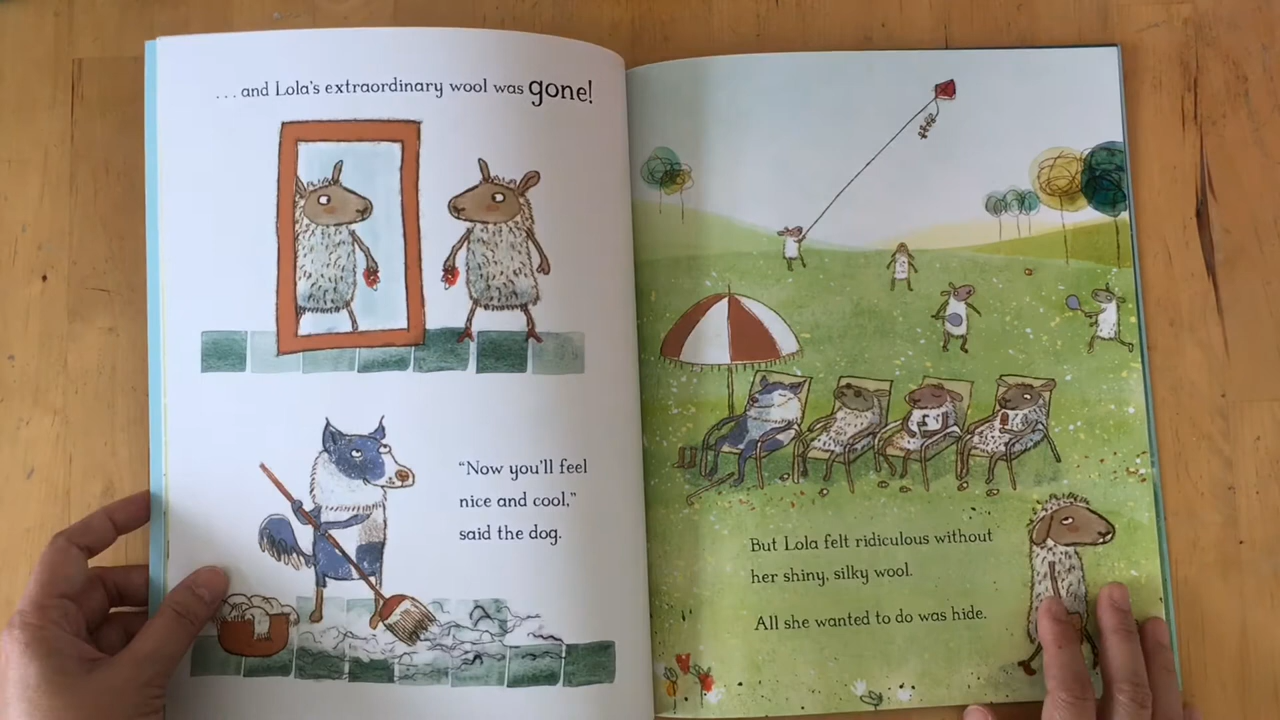 ...and Lola's extraordinary wool was gone!
"Now you'll feel
nice and cool,"
said the dog.
But Lola felt ridiculous without
her shiny, silky wool.
All she wanted to do was hide.